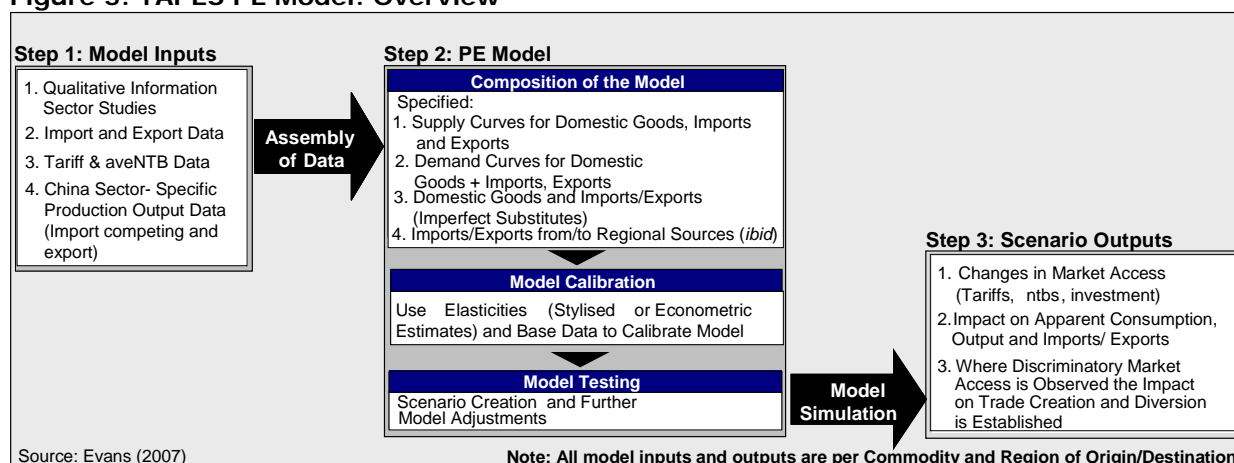 Figure 3: TAPES PE Model: Overview
Step 1: Model Inputs
1. Qualitative Information
Sector Studies
2. Import and Export Data
3. Tariff & aveNTB Data
4. China Sector- Specific
Production Output Data
(Import competing and
export)
Assembly
of Data
Step 2: PE Model
Composition of the Model
Specified:
1. Supply Curves for Domestic Goods, Imports
and Exports
2. Demand Curves for Domestic
Goods + Imports, Exports
3. Domestic Goods and Imports/Exports
(Imperfect Substitutes)
4. Imports/Exports from/to Regional Sources (ibid)
Model Calibration
Use Elasticities (Stylised or Econometric
Estimates) and Base Data to Calibrate Model
Model Testing
Scenario Creation and Further
Model Adjustments
Model
Simulation
Step 3: Scenario Outputs
1. Changes in Market Access
(Tariffs, ntbs, investment)
2.Impact on Apparent Consumption,
Output and Imports/ Exports
3. Where Discriminatory Market
Access is Observed the Impact
on Trade Creation and Diversion
is Established
Source: Evans (2007)
Note: All model inputs and outputs are per Commodity and Region of Origin/Destination